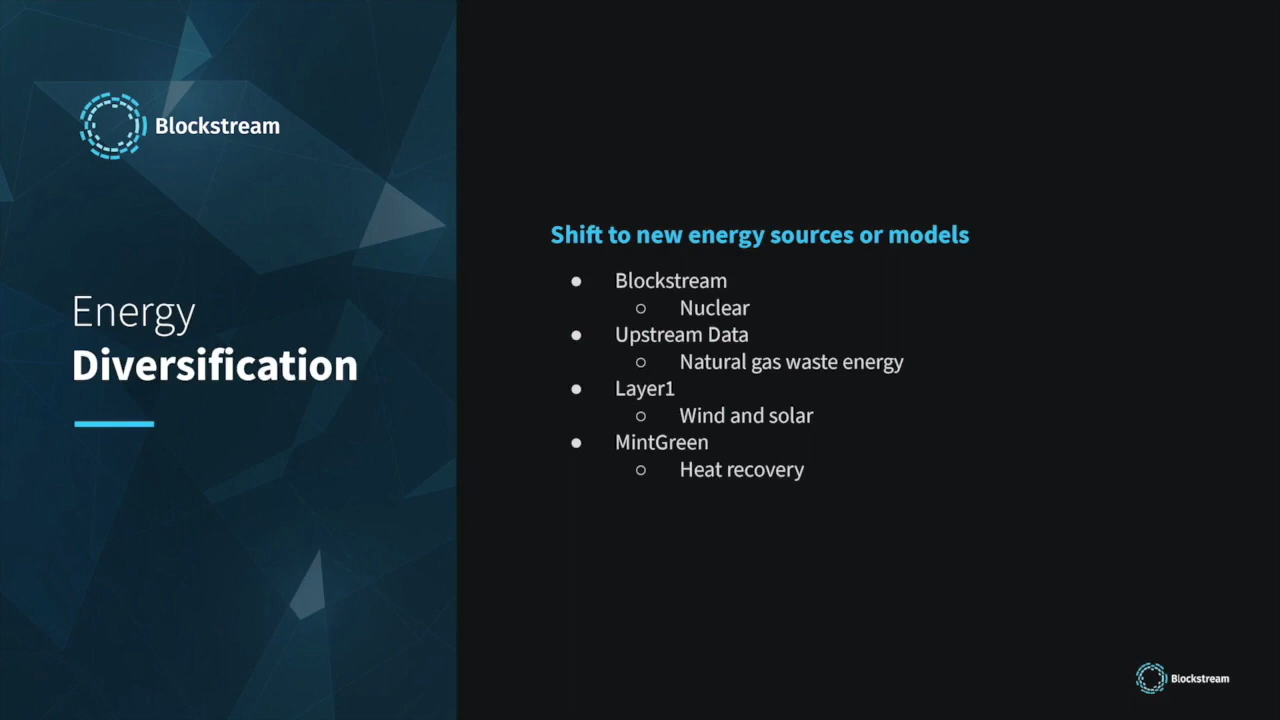 Blockstream
Energy
Diversification
Shift to new energy sources or models
● Blockstream
○ Nuclear
● Upstream Data
○ Natural gas waste energy
● Layer1
○ Wind and solar
● MintGreen
○ Heat recovery
Blockstream